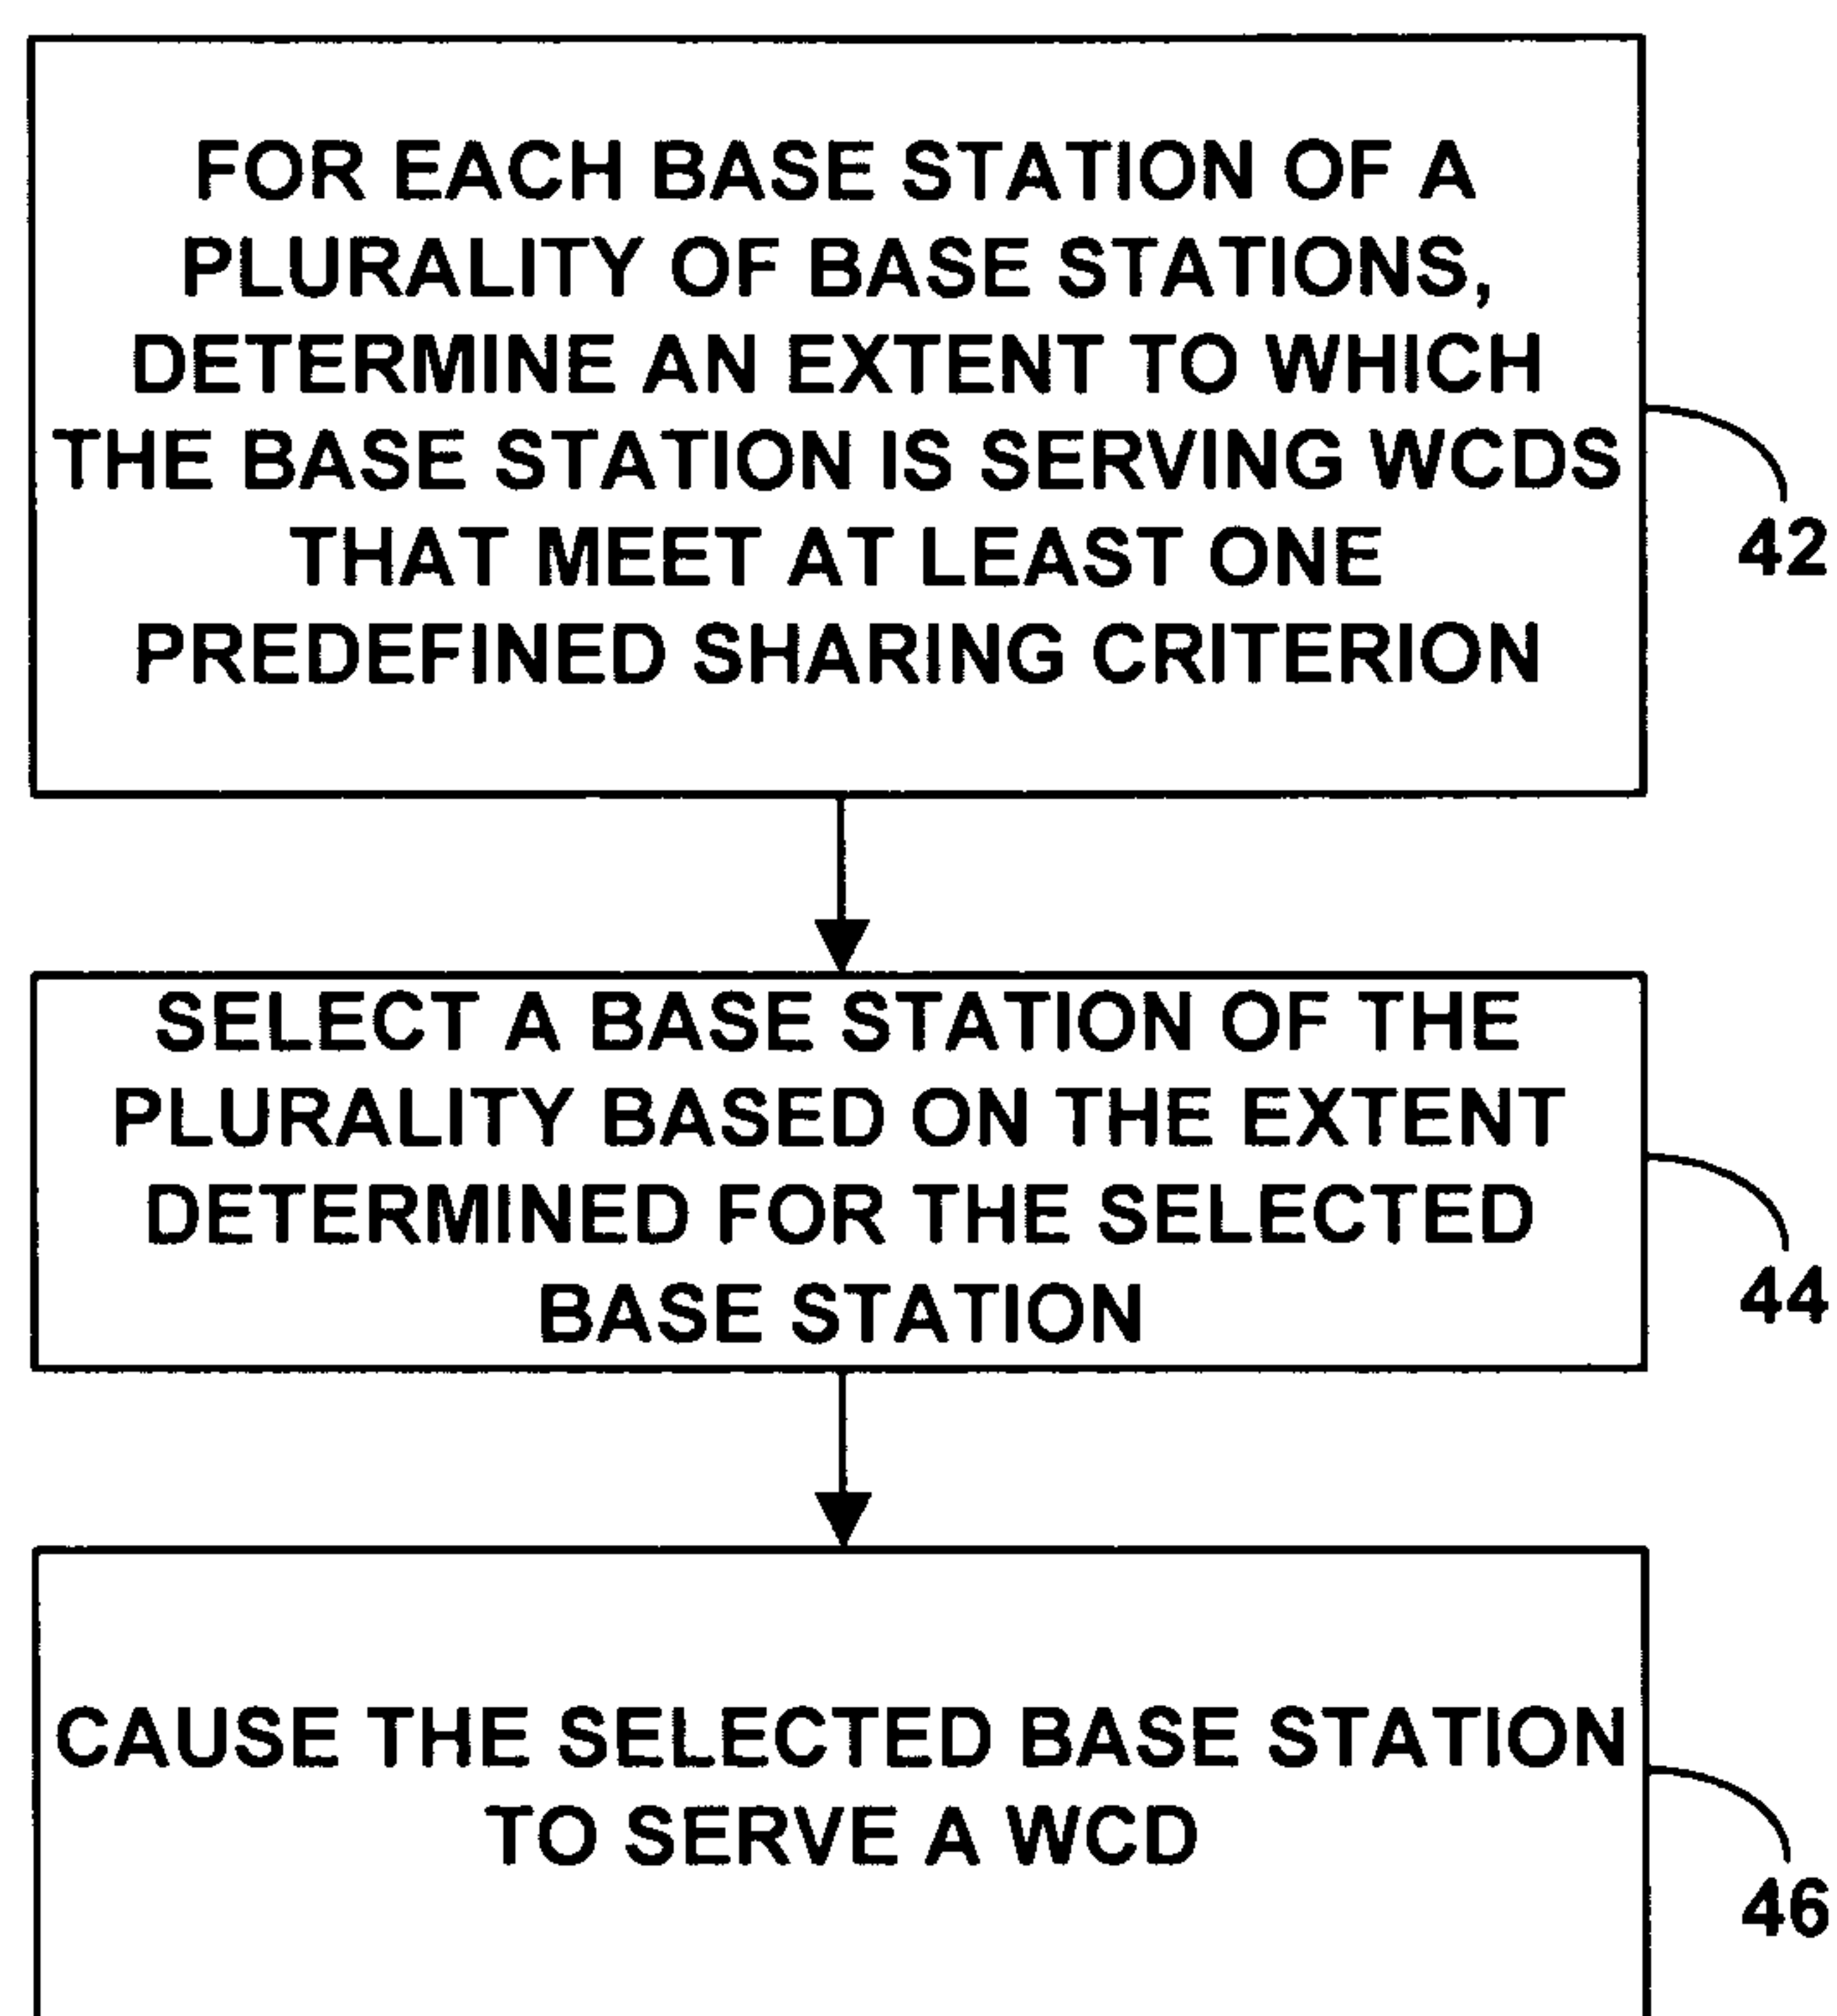 FOR EACH BASE STATION OF A
PLURALITY OF BASE STATIONS,
DETERMINE AN EXTENT TO WHICH
THE BASE STATION IS SERVING WCDS
THAT MEET AT LEAST ONE
PREDEFINED SHARING CRITERION
42
SELECT A BASE STATION OF THE
PLURALITY BASED ON THE EXTENT
DETERMINED FOR THE SELECTED
BASE STATION
44
CAUSE THE SELECTED BASE STATION
TO SERVE A WCD
46